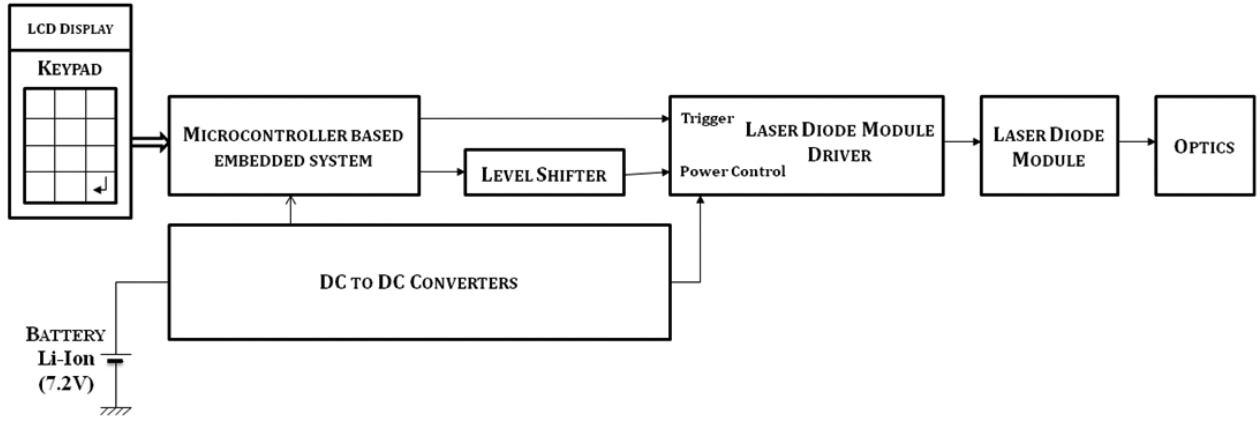 LCD DISPLAY
KEYPAD
MICROCONTROLLER BASED
EMBEDDED SYSTEM
LEVEL SHIFTER
Trigger
Power Control
LASER DIODE MODULE
DRIVER
LASER DIODE
MODULE
OPTICS
DC TO DC CONVERTERS
BATTERY
Li-Ion
(7.2V)